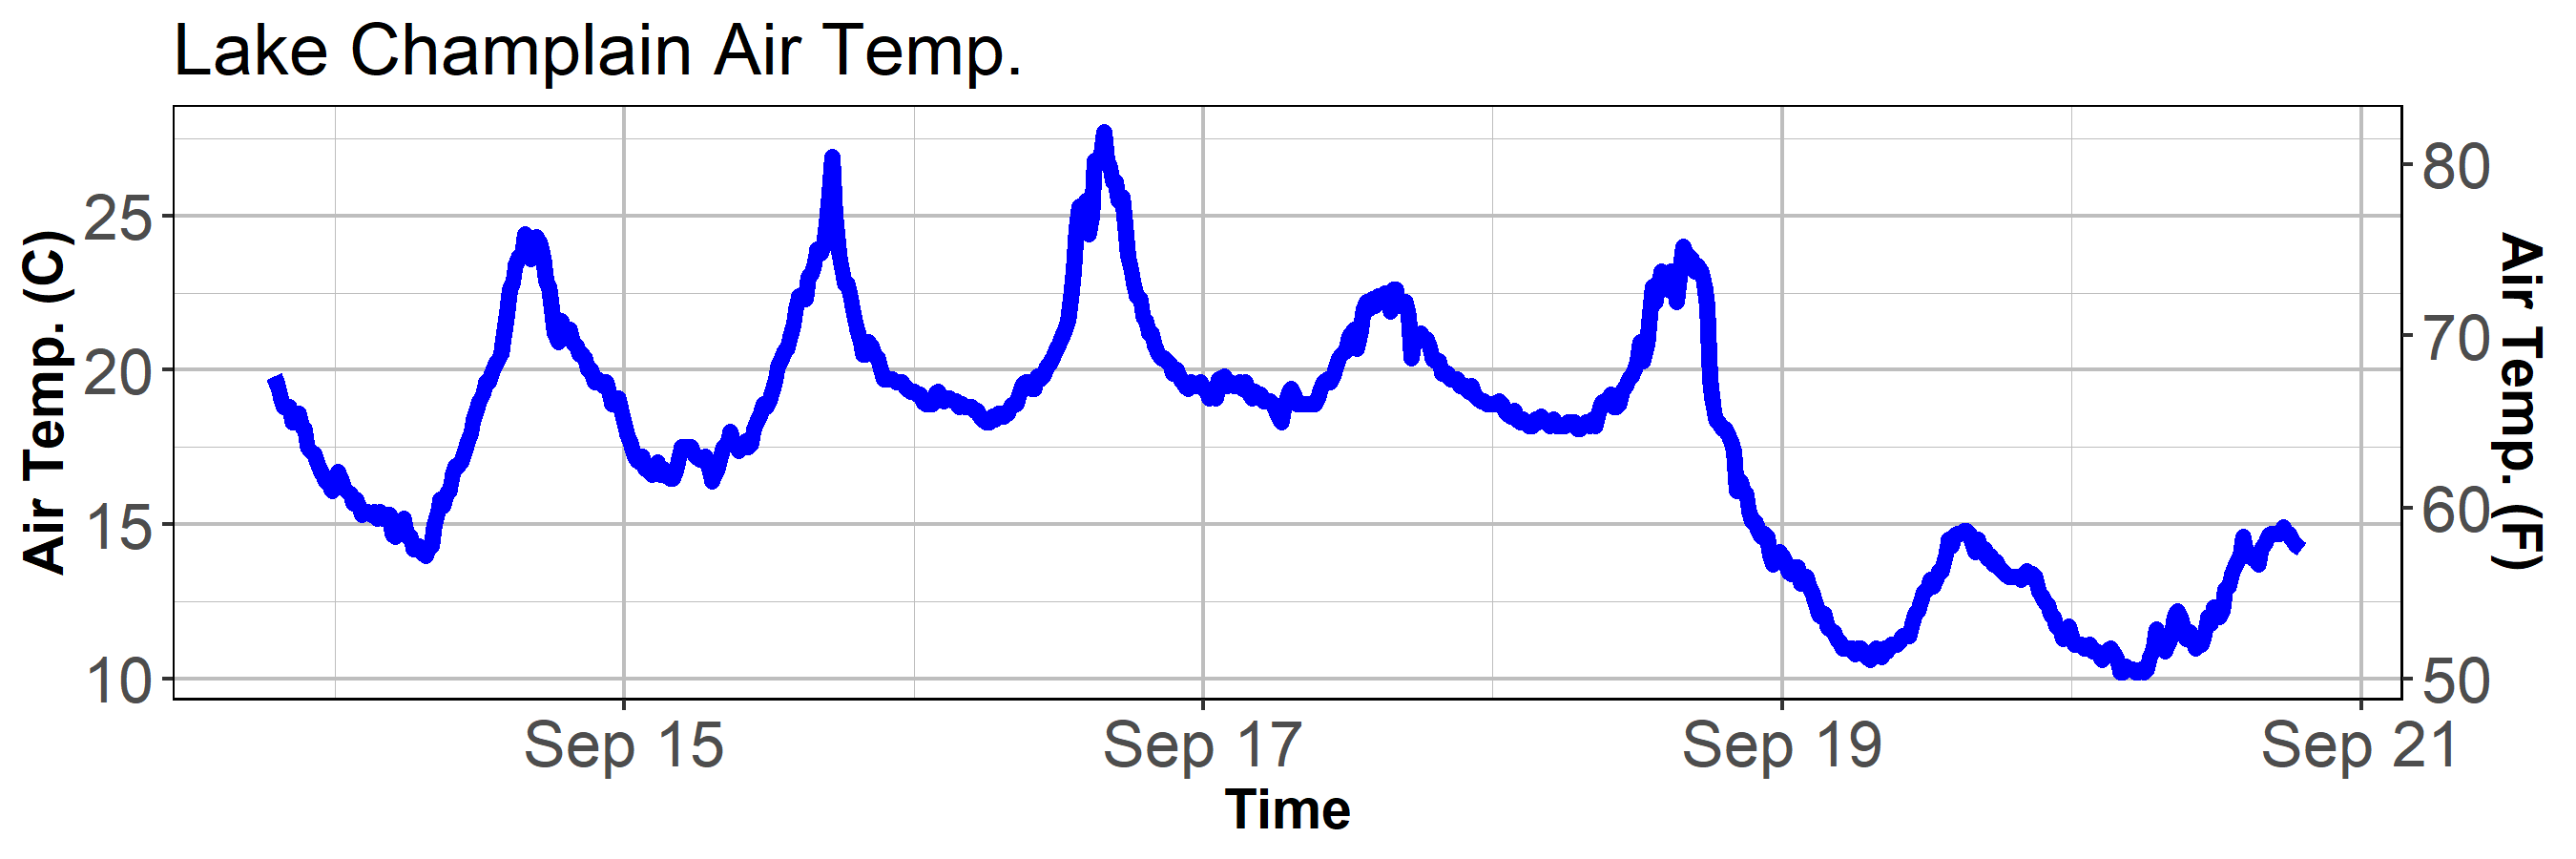 Lake Champlain Air Temp.
Air Temp. (C)
25
20
15
10
80
70
60
50
Air Temp. (F)
Sep 15
Sep 17
Sep 19
Sep 21
Time